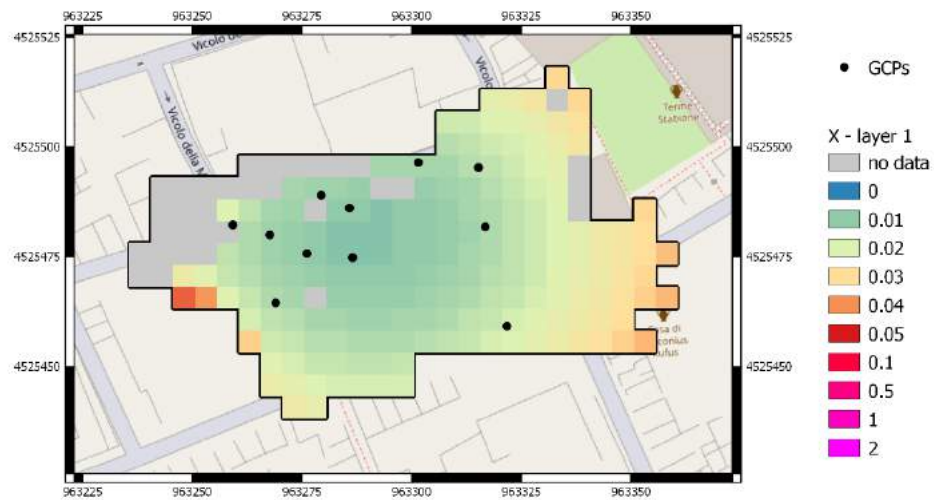 963225 963250 963275 963300 963325 963350
4525525 4525525
Vicolo de
Vicolo
GCPs
Terme
Stabiane
Vicolo della M
X - layer 1
4525500 4525500
no data
0
0.01
0.02
4525475 4525475
0.03
0.04
0.05
Casa di
ufus
0.1
4525450 4525450
0.5
1
2
963225 963250 963275 963300 963325 963350